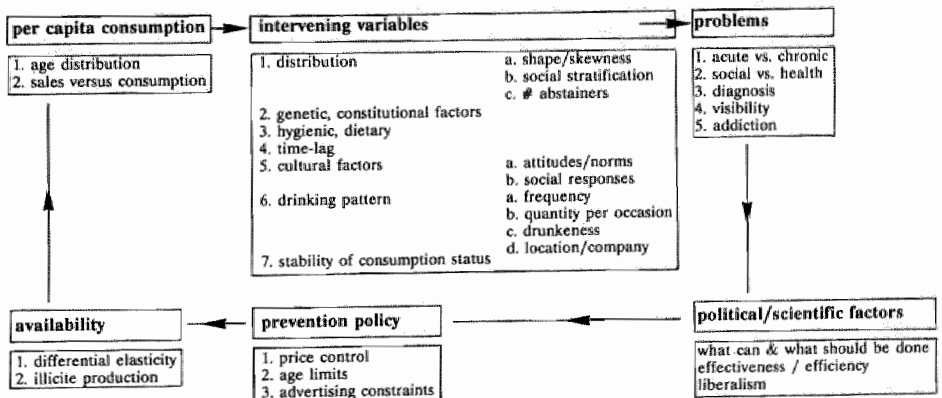 per capita consumption
1. age distribution
2. sales versus consumption
intervening variables
1. distribution
a. shape/skewness
b. social stratification
c. # abstainers
2. genetic, constitutional factors
3. hygienic, dietary
4. time-lag
5. cultural factors
a. attitudes/norms
b. social responses
6. drinking pattern
a. frequency
b. quantity per occasion
c. drunkeness
d. location/company
7. stability of consumption status
problems
1. acute vs. chronic
2. social vs. health
3. diagnosis
4. visibility
5. addiction
political/scientific factors
what can & what should be done
effectiveness / efficiency
liberalism
prevention policy
1. price control
2. age limits
3. advertising constraints
availability
1. differential elasticity
2. illicite production